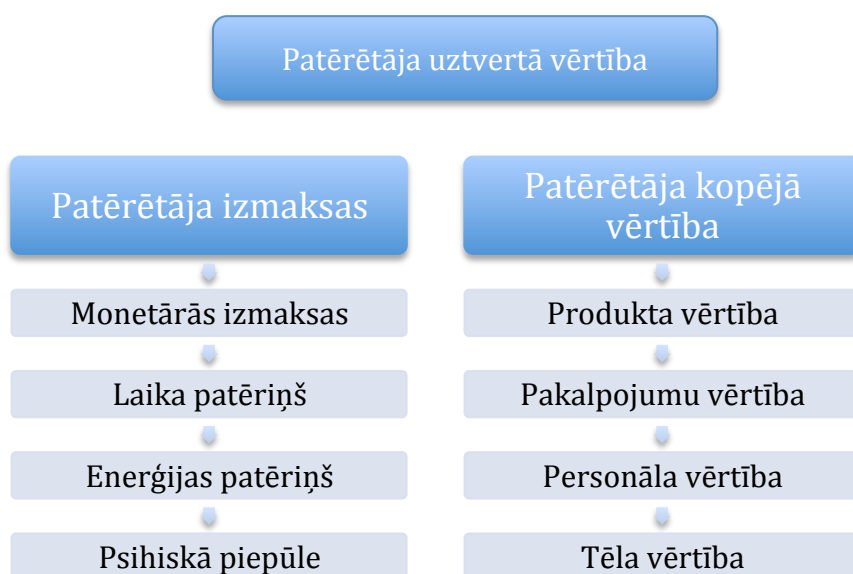 Patērētāja uztvertā vērtība
Patērētāja izmaksas
Monetārās izmaksas
Laika patēriņš
Enerģijas patēriņš
Psihiskā piepūle
Patērētāja kopējā
vērtība
Produkta vērtība
Pakalpojumu vērtība
Personāla vērtība
Tēla vērtība